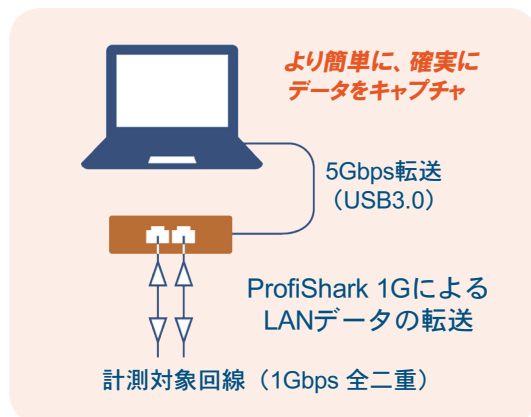 より簡単に、確実に
データをキャプチャ
5Gbps転送
（USB3.0）
ProfiShark 1Gによる
LANデータの転送
計測対象回線（1Gbps 全二重）